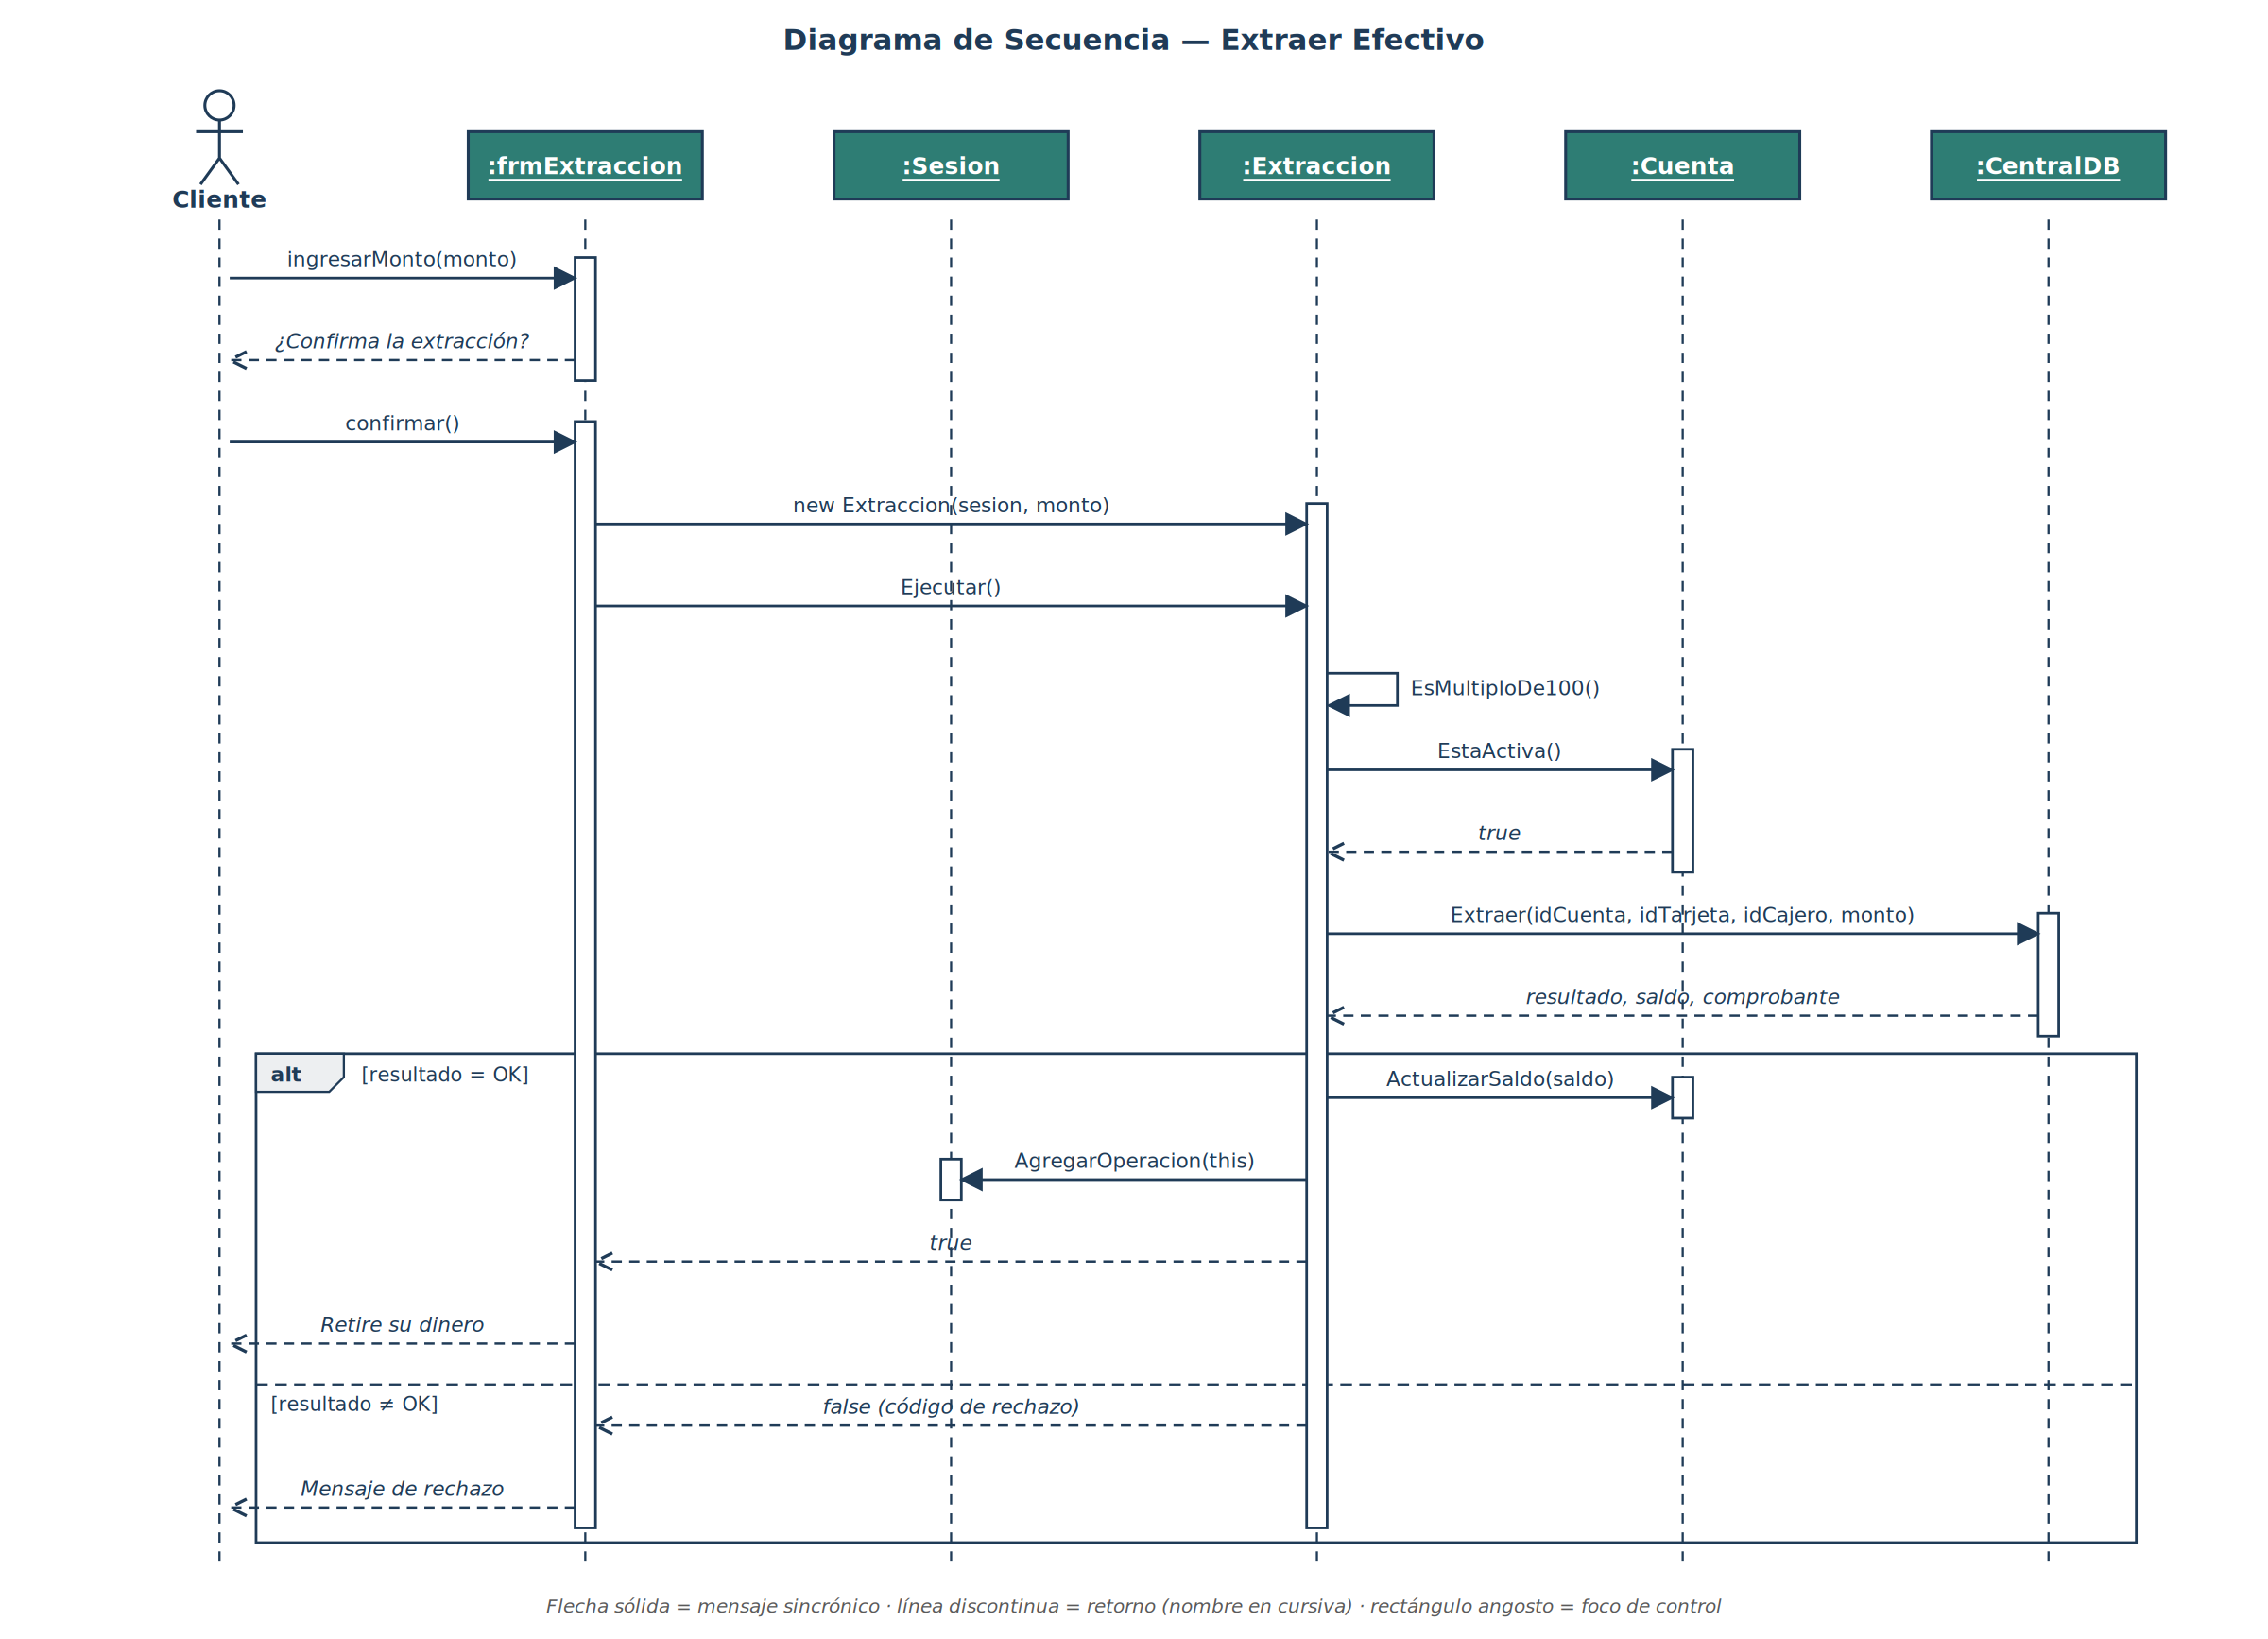 Diagrama de Secuencia — Extraer Efectivo
Cliente
:frmExtraccion
:Sesion
:Extraccion
:Cuenta
:CentralDB
ingresarMonto(monto)
¿Confirma la extracción?
confirmar()
new Extraccion(sesion, monto)
Ejecutar()
EsMultiploDe100()
EstaActiva()
true
Extraer(idCuenta, idTarjeta, idCajero, monto)
resultado, saldo, comprobante
alt
[resultado = OK]
ActualizarSaldo(saldo)
AgregarOperacion(this)
true
Retire su dinero
[resultado ≠ OK]
false (código de rechazo)
Mensaje de rechazo
Flecha sólida = mensaje sincrónico · línea discontinua = retorno (nombre en cursiva) · rectángulo angosto = foco de control